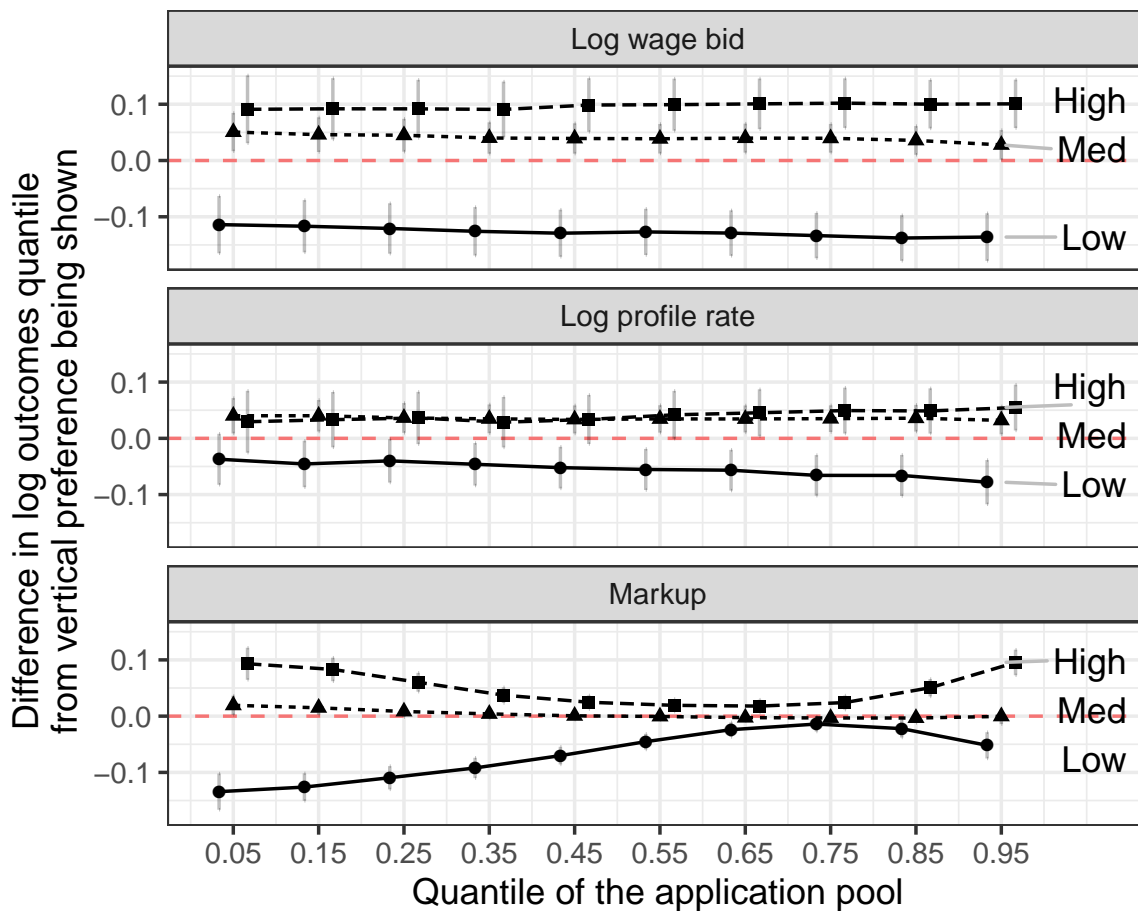 Difference in log outcomes quantile
from vertical preference being shown
Log wage bid
0.1
0.0
−0.1
High
Med
Low
Log profile rate
0.1
0.0
−0.1
High
Med
Low
Markup
0.1
0.0
−0.1
High
Med
Low
0.05 0.15 0.25 0.35 0.45 0.55 0.65 0.75 0.85 0.95
Quantile of the application pool